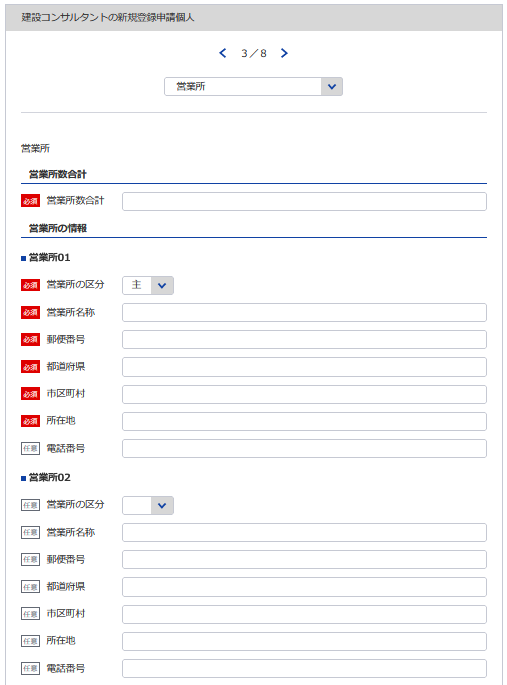 建設コンサルタントの新規登録申請個人
3／8
営業所
営業所
営業所数合計
必須 営業所数合計
営業所の情報
営業所01
必須 営業所の区分 主
必須 営業所名称
必須 郵便番号
必須 都道府県
必須 市区町村
必須 所在地
任意 電話番号
営業所02
任意 営業所の区分
任意 営業所名称
任意 郵便番号
任意 都道府県
任意 市区町村
任意 所在地
任意 電話番号